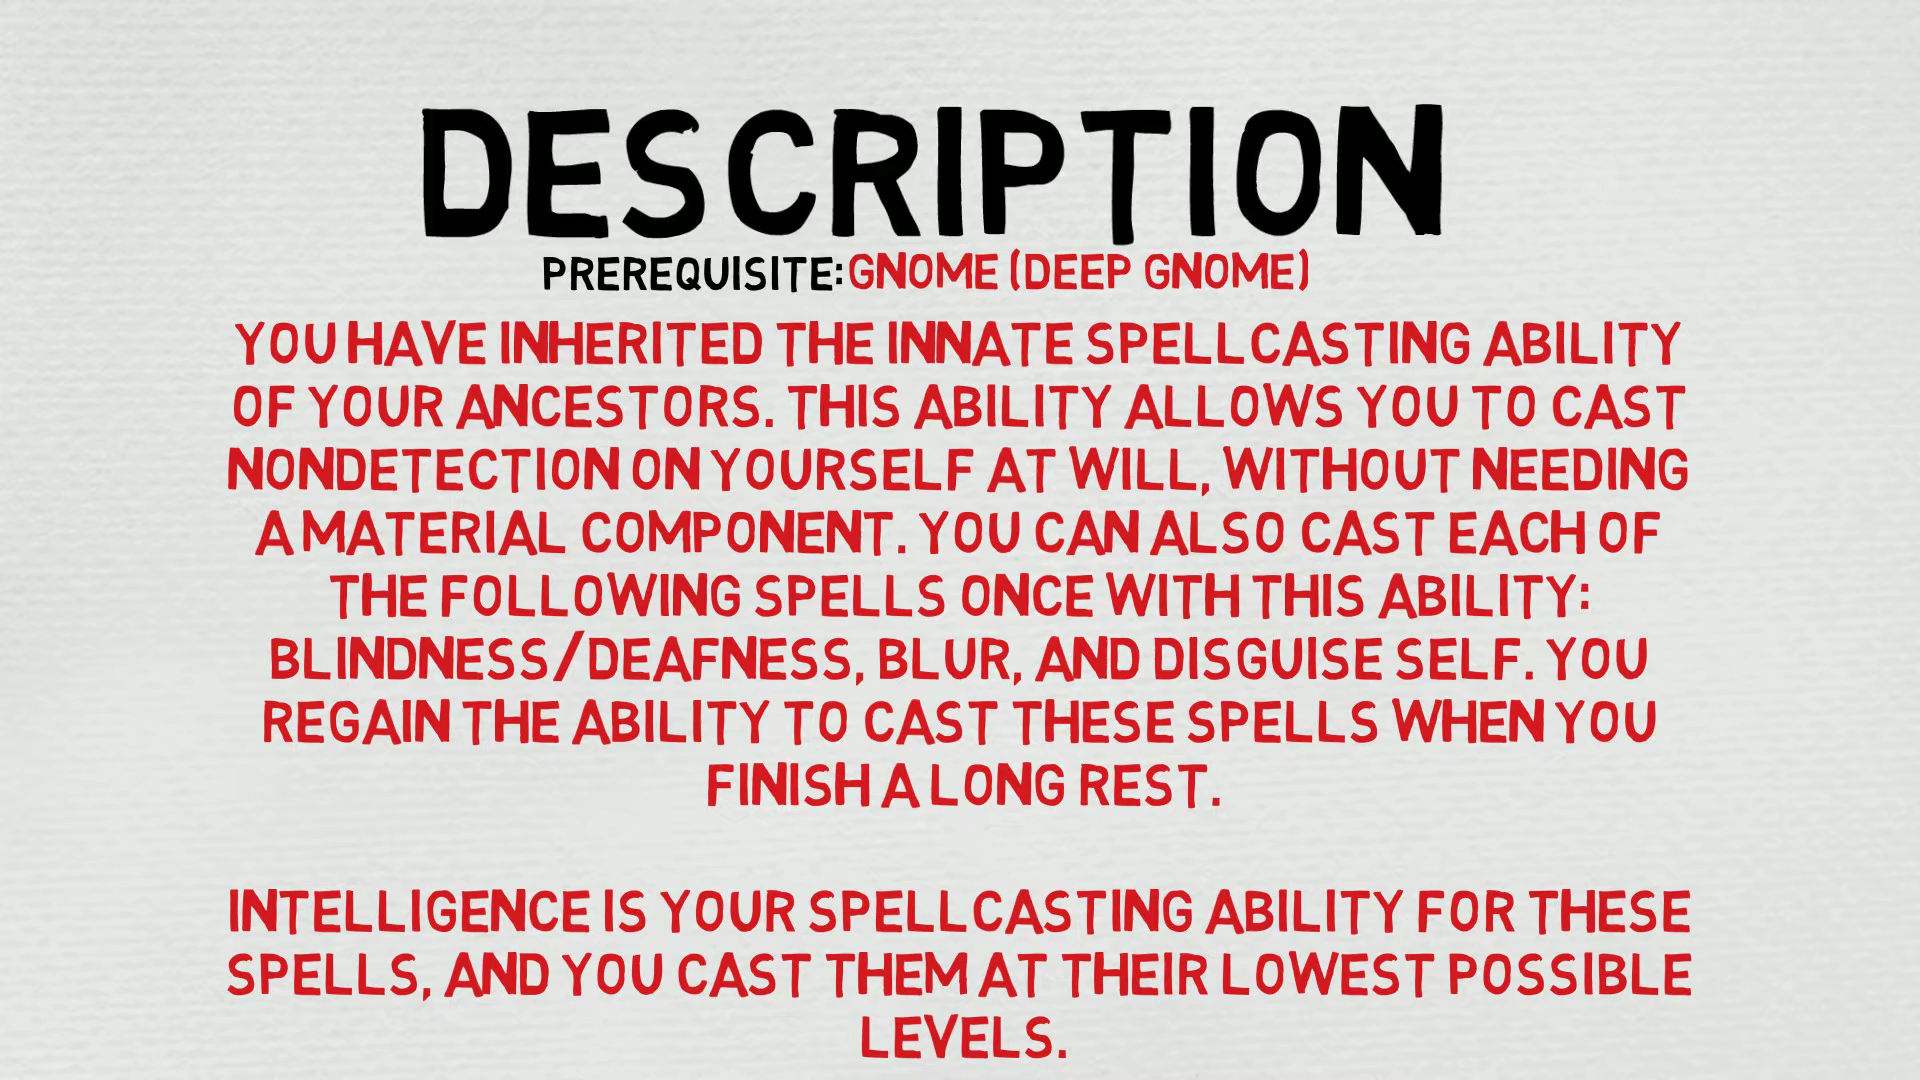 DESCRIPTION
PREREQUISITE: GNOME (DEEP GNOME)
YOU HAVE INHERITED THE INNATE SPELLCASTING ABILITY
OF YOUR ANCESTORS. THIS ABILITY ALLOWS YOU TO CAST
NONDETECTION ON YOURSELF AT WILL, WITHOUT NEEDING
A MATERIAL COMPONENT. YOU CAN ALSO CAST EACH OF
THE FOLLOWING SPELLS ONCE WITH THIS ABILITY:
BLINDNESS/DEAFNESS, BLUR, AND DISGUISE SELF. YOU
REGAIN THE ABILITY TO CAST THESE SPELLS WHEN YOU
FINISH A LONG REST.
INTELLIGENCE IS YOUR SPELLCASTING ABILITY FOR THESE
SPELLS, AND YOU CAST THEM AT THEIR LOWEST POSSIBLE
LEVELS.